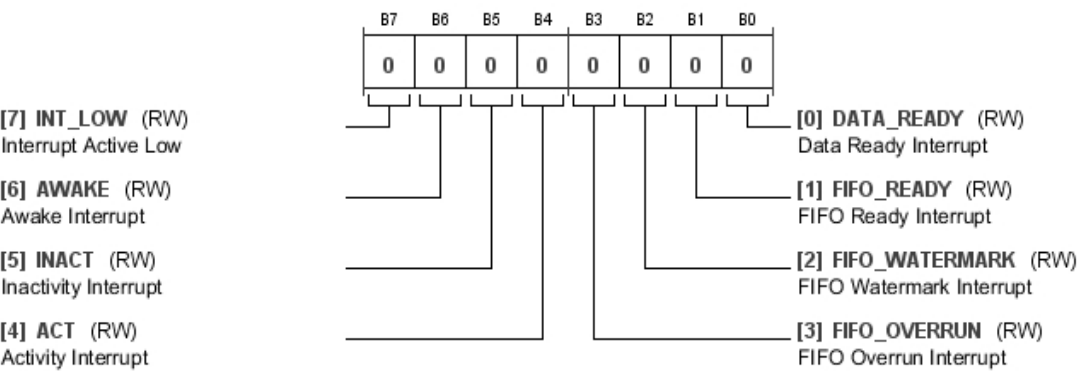 B7 B6 B5 B4 B3 B2 B1 B0
0 0 0 0 0 0 0 0
[7] INT_LOW (RW)
Interrupt Active Low
[6] AWAKE (RW)
Awake Interrupt
[5] INACT (RW)
Inactivity Interrupt
[4] ACT (RW)
Activity Interrupt
[0] DATA_READY (RW)
Data Ready Interrupt
[1] FIFO_READY (RW)
FIFO Ready Interrupt
[2] FIFO_WATERMARK (RW)
FIFO Watermark Interrupt
[3] FIFO_OVERRUN (RW)
FIFO Overrun Interrupt